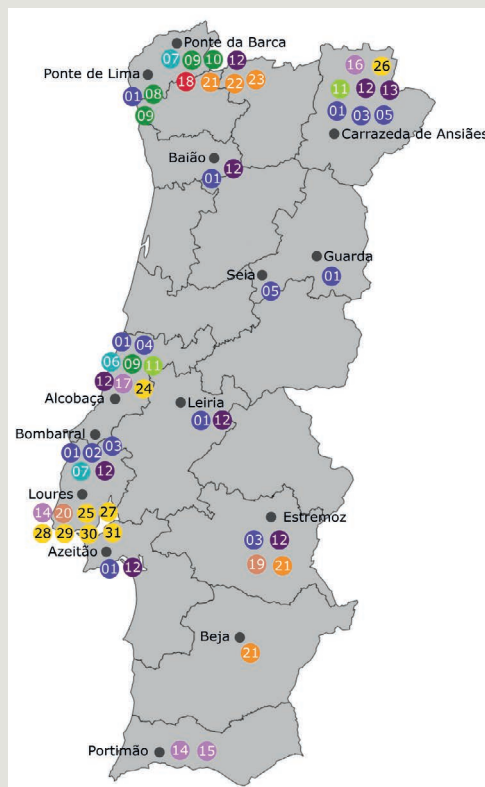 Ponte da Barca
07 09 10 12
18 21 22 23
Ponte de Lima
01 08
09
16 26
11 12 13
01 03 05
Carrazeda de Ansiães
Baião
12
01
Guarda
01
Seia
05
01 04
06 09 11
12 17 24
Alcobaça
Leiria
01 12
Bombarral
01 02 03
07 12
Loures
14 20 25 27
28 29 30 31
Azeitão
01 12
Estremoz
03 12
19 21
Beja
21
Portimão
14 15